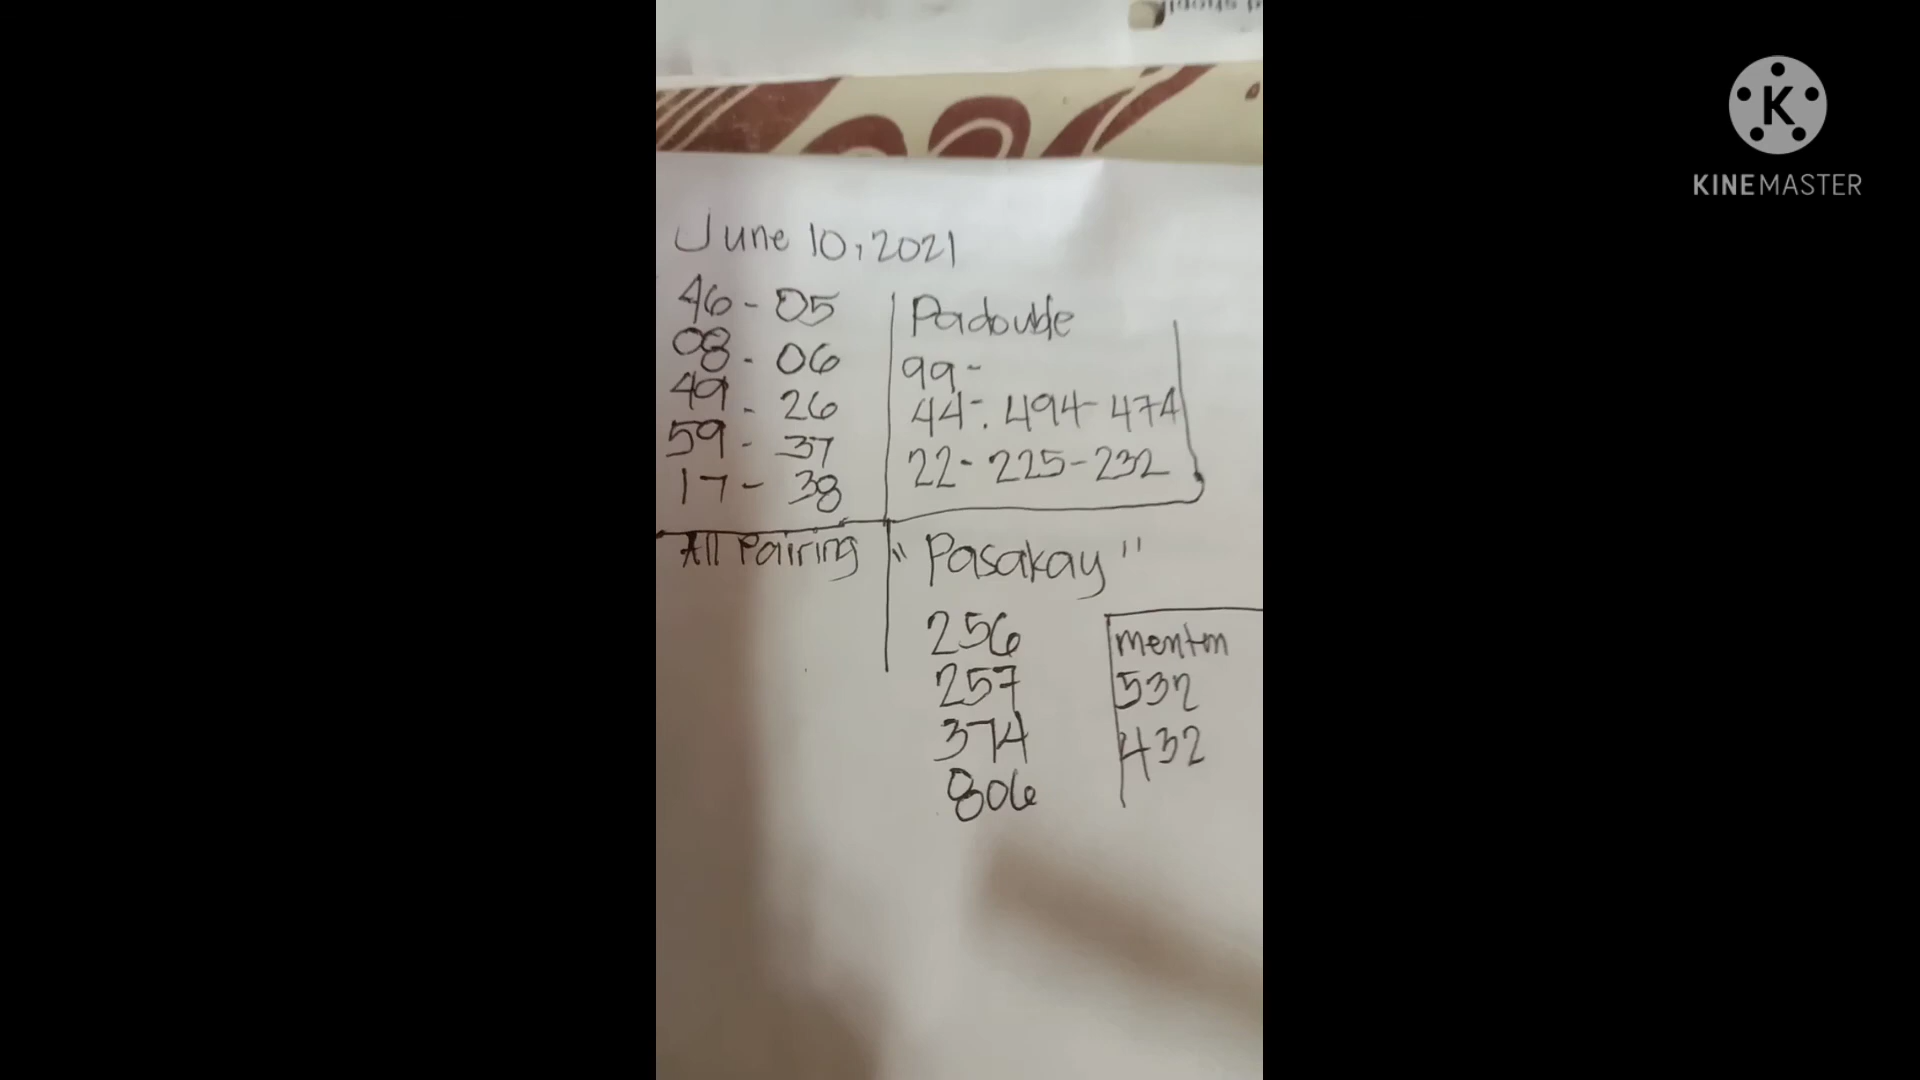 June 10, 2021
46 - 05
08 - 06
49 - 26
59 - 37
17 - 38
All Pairing
Padouble
99 -
44 -. 494 - 474
22 - 225 - 232
"Pasakay"
256
257
374
806
532
432
KINEMASTER